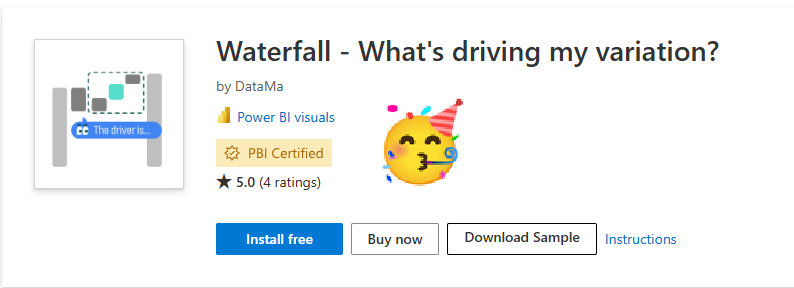 Waterfall - What's driving my variation?
by DataMa
The driver is...
Power BI visuals
PBI Certified
★ 5.0 (4 ratings)
Install free
Buy now
Download Sample
Instructions